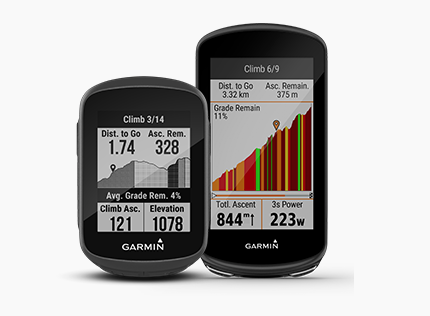 Climb 3/14
Dist. to Go Asc. Rem.
1.74 328
Avg. Grade Rem. 4%
Climb Asc. Elevation
121 1078
GARMIN
Climb 6/9
Dist. to Go Asc. Remain.
3.32 km 375 m
Grade Remain
11%
Totl. Ascent 3s Power
844 m↑ 223w
GARMIN